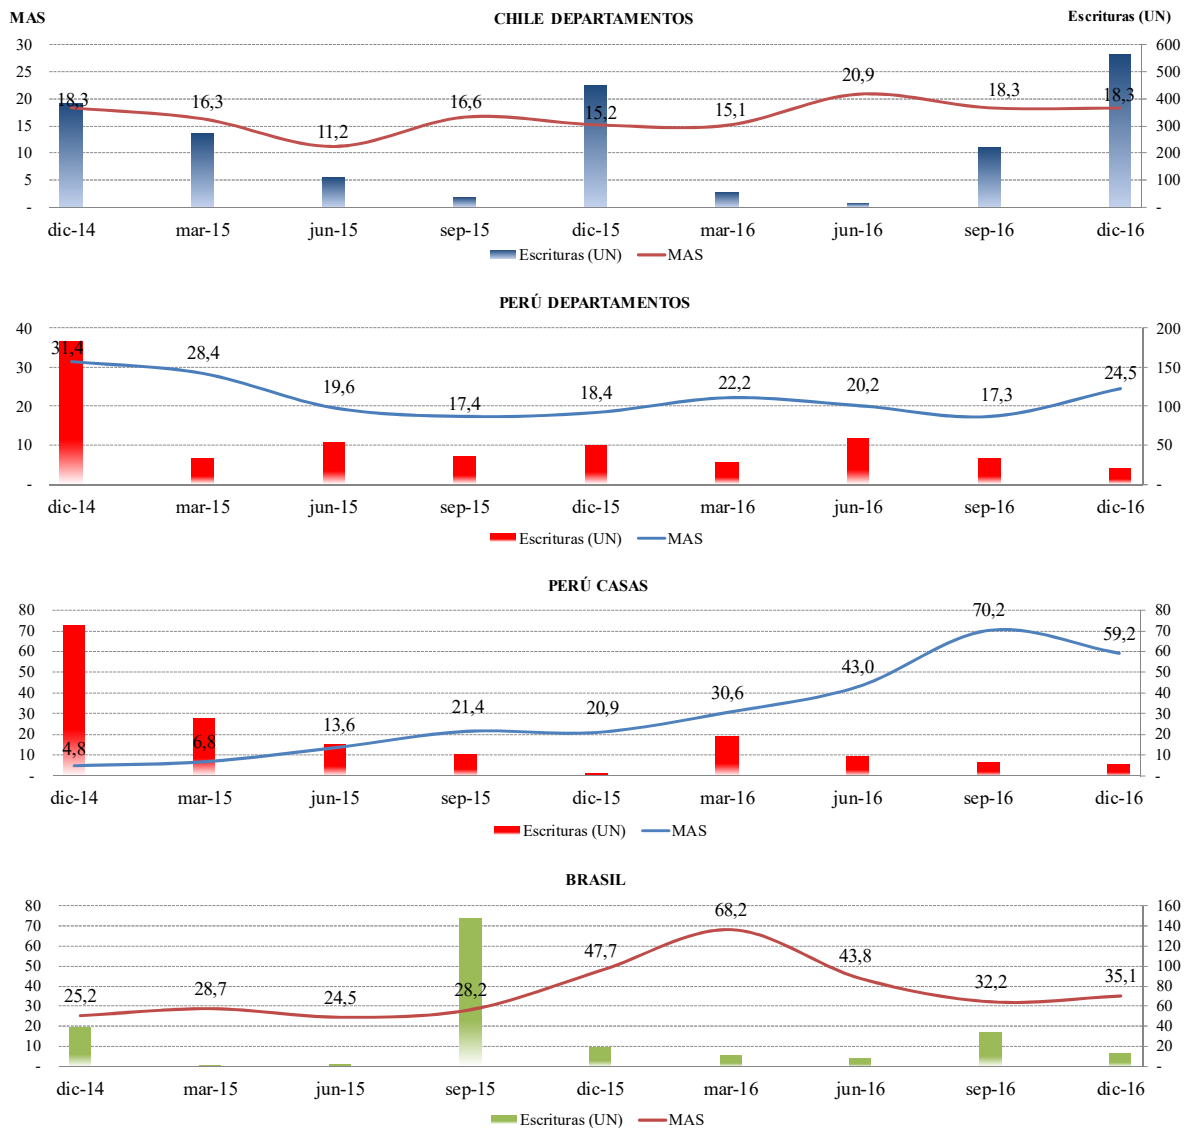 MAS CHILE DEPARTAMENTOS Escrituras (UN)
30 600
25 20,9 500
20 18,3 16,3 16,6 15,2 15,1 18,3 18,3 400
15 11,2 300
10 200
5 100
- -
dic-14 mar-15 jun-15 sep-15 dic-15 mar-16 jun-16 sep-16 dic-16
Escrituras (UN) MAS
PERÚ DEPARTAMENTOS
40 200
31,4 28,4
30 19,6 17,4 18,4 22,2 20,2 17,3 24,5 150
20 100
10 50
- -
dic-14 mar-15 jun-15 sep-15 dic-15 mar-16 jun-16 sep-16 dic-16
Escrituras (UN) MAS
PERÚ CASAS
80 70,2 80
70 59,2 70
60 60
50 43,0 50
40 30,6 40
30 21,4 20,9 30
20 4,8 6,8 13,6 20
10 10
- -
dic-14 mar-15 jun-15 sep-15 dic-15 mar-16 jun-16 sep-16 dic-16
Escrituras (UN) MAS
BRASIL
80 68,2 160
70 140
60 47,7 43,8 120
50 100
40 25,2 28,7 24,5 28,2 32,2 35,1 80
30 60
20 40
10 20
- -
dic-14 mar-15 jun-15 sep-15 dic-15 mar-16 jun-16 sep-16 dic-16
Escrituras (UN) MAS